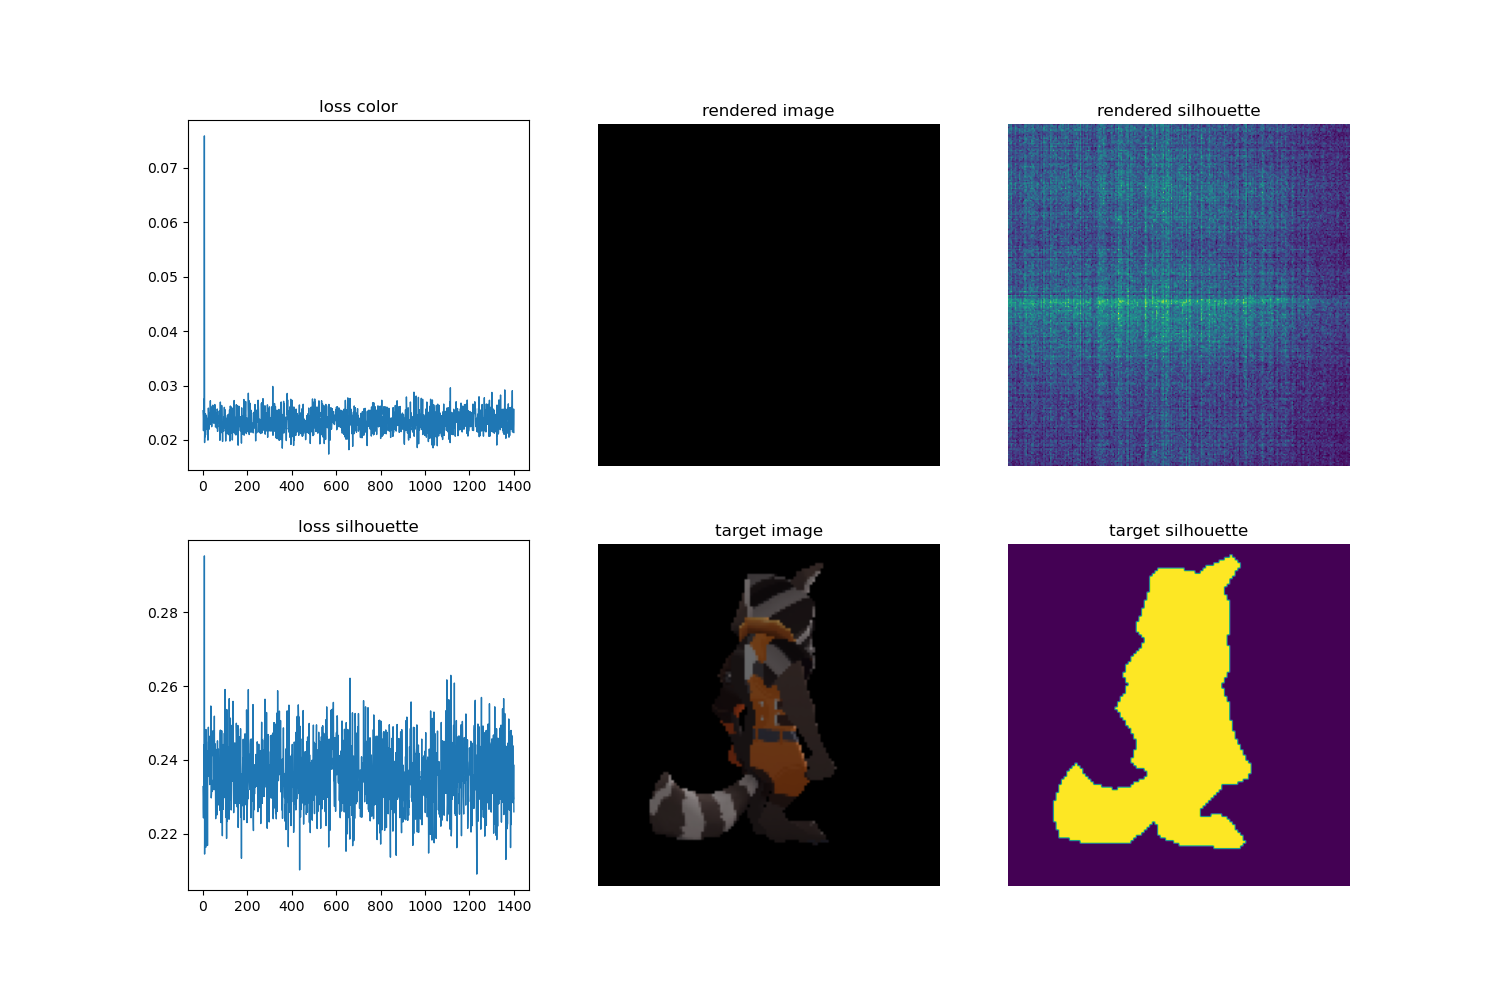 loss color
0.07
0.06
0.05
0.04
0.03
0.02
0 200 400 600 800 1000 1200 1400
rendered image
rendered silhouette
loss silhouette
0.28
0.26
0.24
0.22
0 200 400 600 800 1000 1200 1400
target image
target silhouette